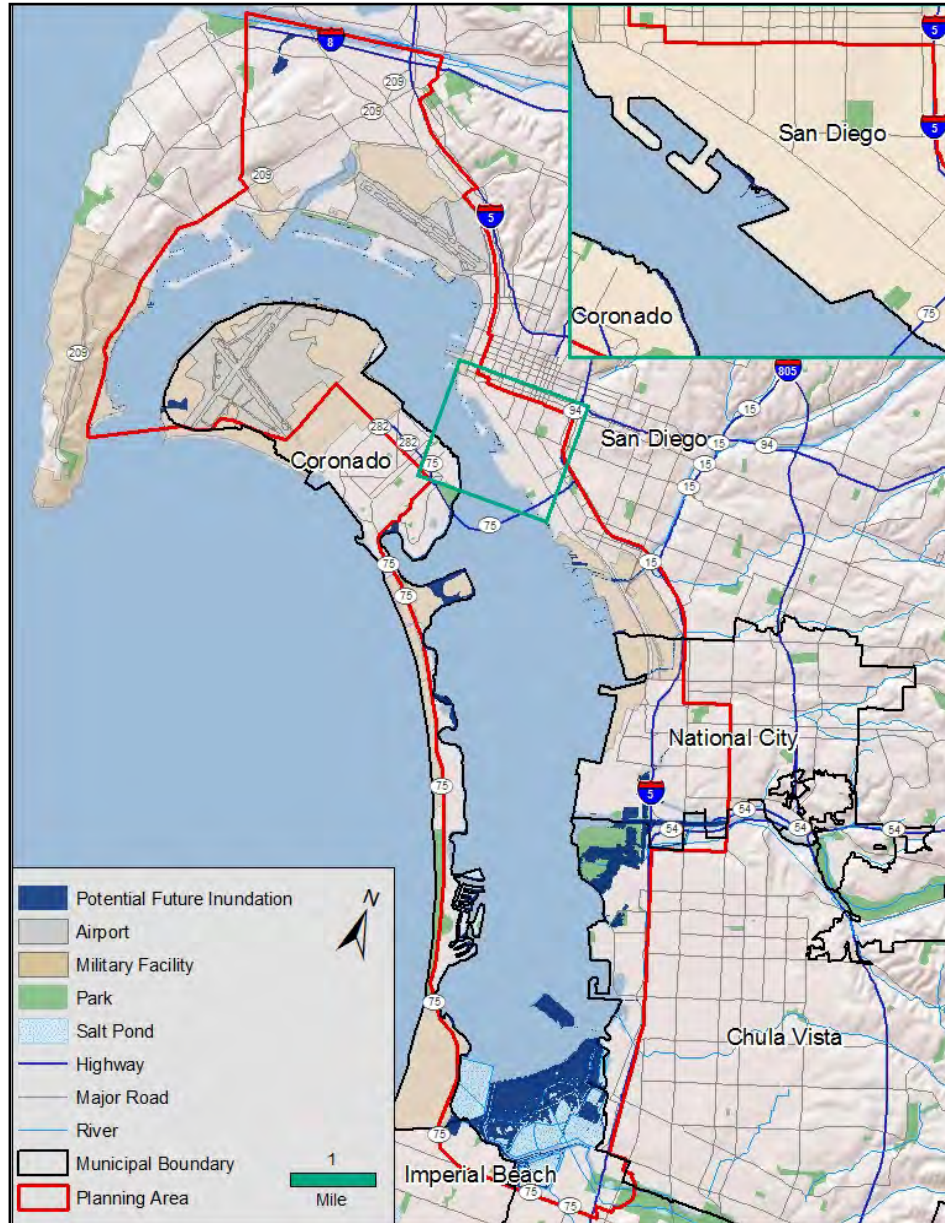 8
209
209
209
5
209
282
282
75
Coronado
75
94
San Diego
75
15
75
75
15
15
15
94
805
San Diego
Coronado
5
5
75
National City
5
54
54
54
54
75
75
Chula Vista
75
Imperial Beach
75
75
Potential Future Inundation
Airport
Military Facility
Park
Salt Pond
Highway
Major Road
River
Municipal Boundary
Planning Area
N
1
Mile